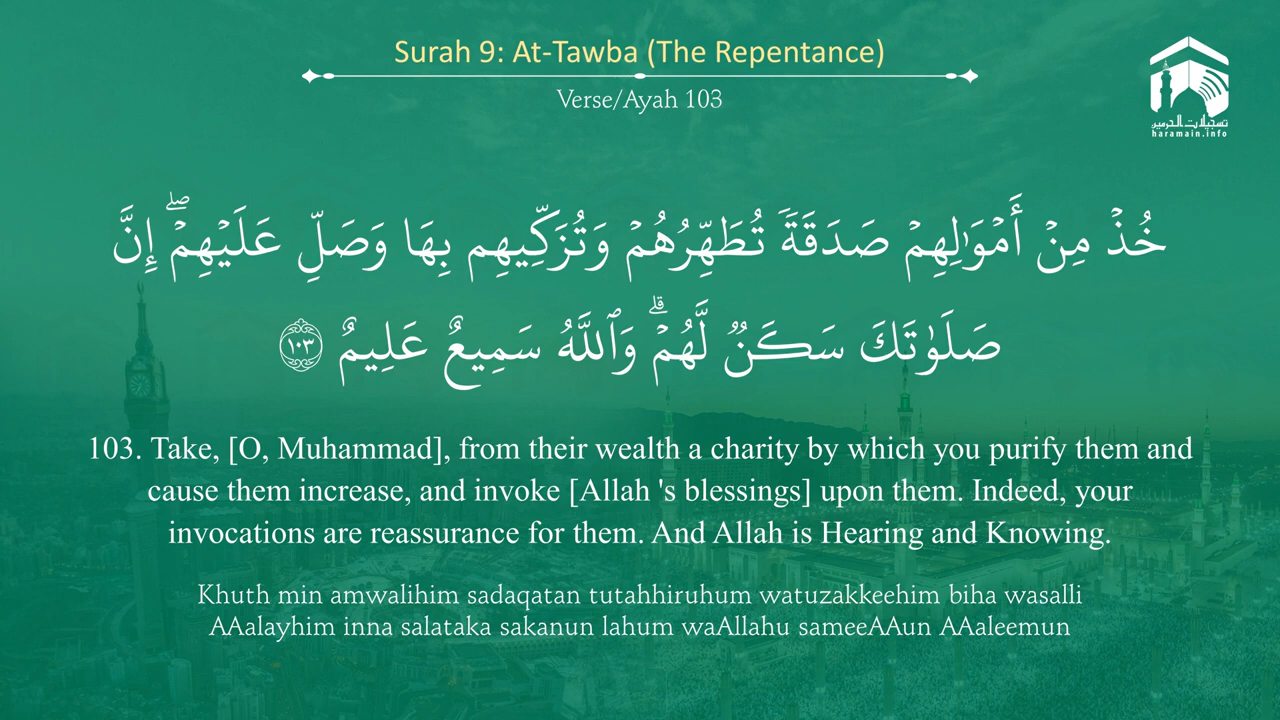 Surah 9: At-Tawba (The Repentance)
Verse/Ayah 103
تسجيلات الحرمين
haramain.info
خُذۡ مِنۡ أَمۡوَٰلِهِمۡ صَدَقَةٗ تُطَهِّرُهُمۡ وَتُزَكِّيهِم بِهَا وَصَلِّ عَلَيۡهِمۡۖ إِنَّ
صَلَوٰتَكَ سَكَنٞ لَّهُمۡۗ وَٱللَّهُ سَمِيعٌ عَلِيمٌ ١٠٣
103. Take, [O, Muhammad], from their wealth a charity by which you purify them and
cause them increase, and invoke [Allah 's blessings] upon them. Indeed, your
invocations are reassurance for them. And Allah is Hearing and Knowing.
Khuth min amwalihim sadaqatan tutahhiruhum watuzakkeehim biha wasalli
AAalayhim inna salataka sakanun lahum waAllahu sameeAAun AAaleemun